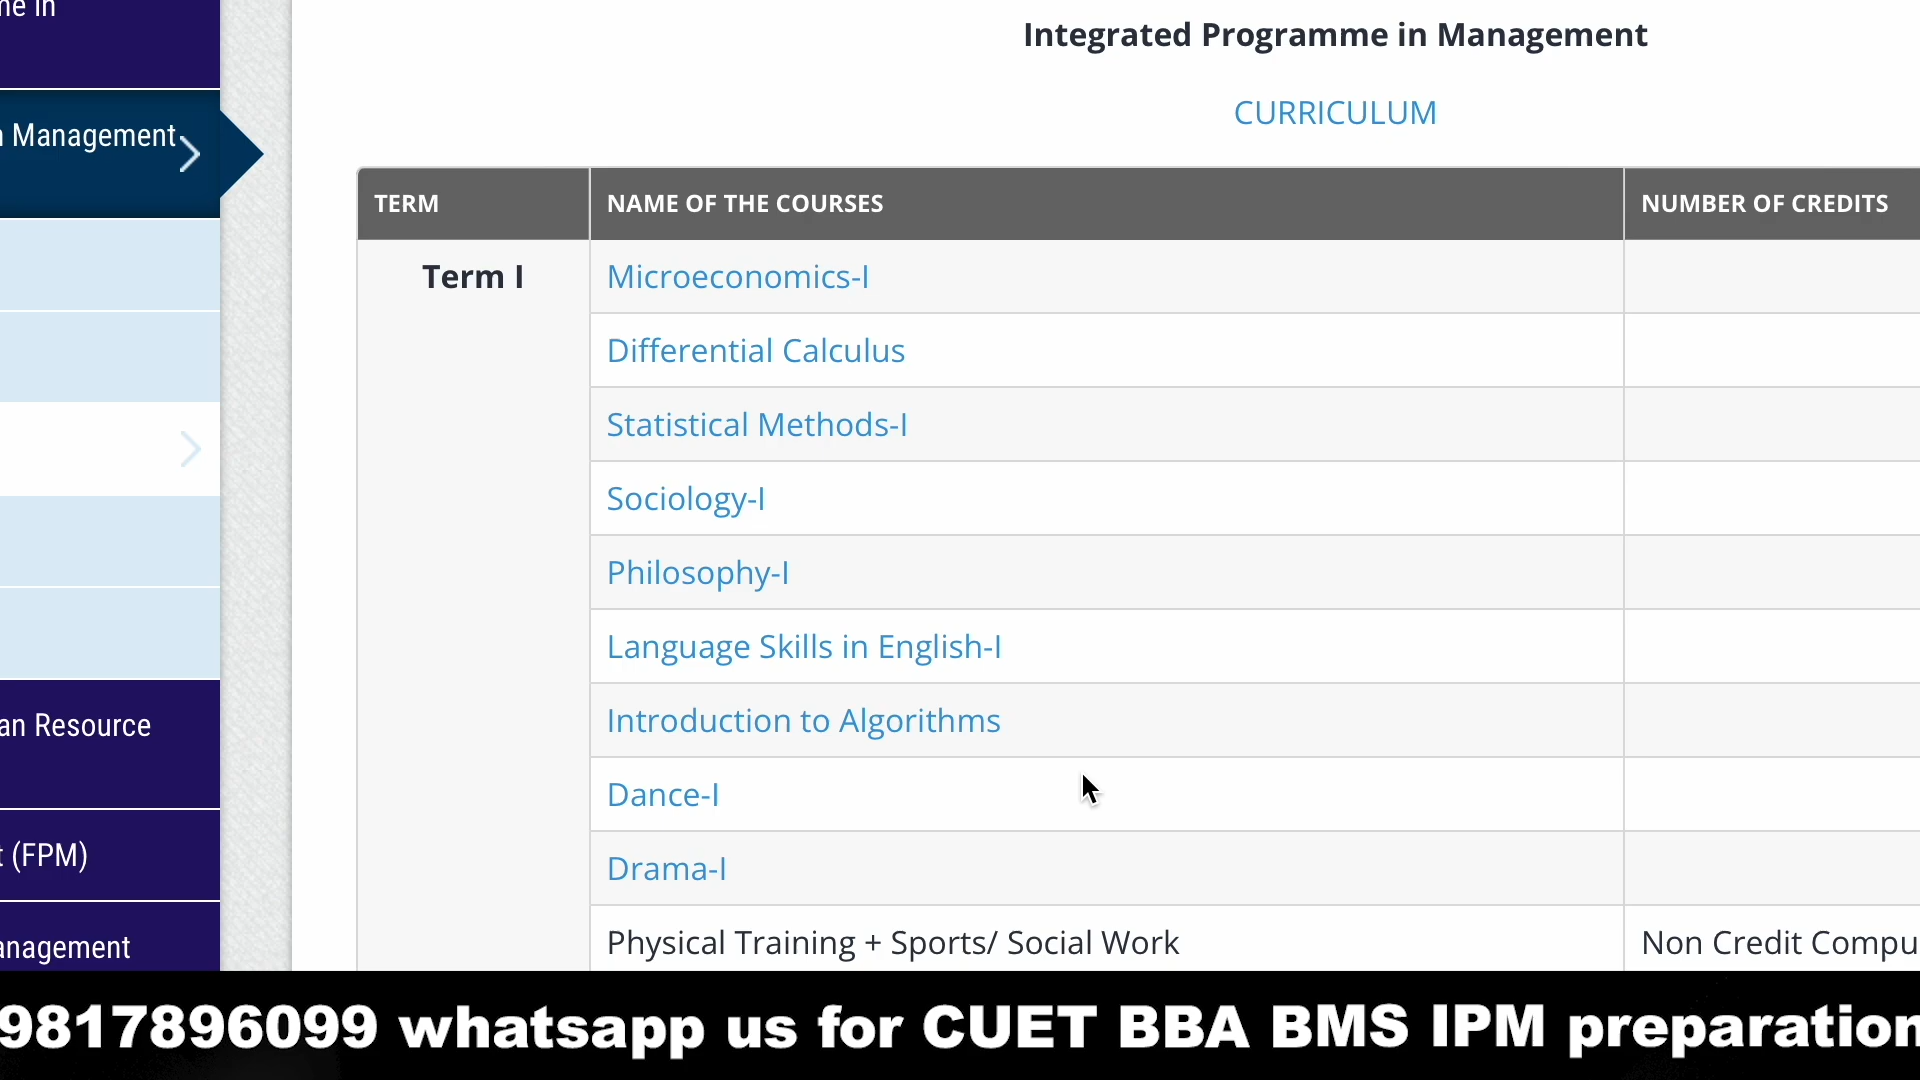 me in
Management
an Resource
(FPM)
anagement
Integrated Programme in Management
CURRICULUM
TERM NAME OF THE COURSES NUMBER OF CREDITS
Term I Microeconomics-I
Differential Calculus
Statistical Methods-I
Sociology-I
Philosophy-I
Language Skills in English-I
Introduction to Algorithms
Dance-I
Drama-I
Physical Training + Sports/ Social Work Non Credit Compu
9817896099 whatsapp us for CUET BBA BMS IPM preparation